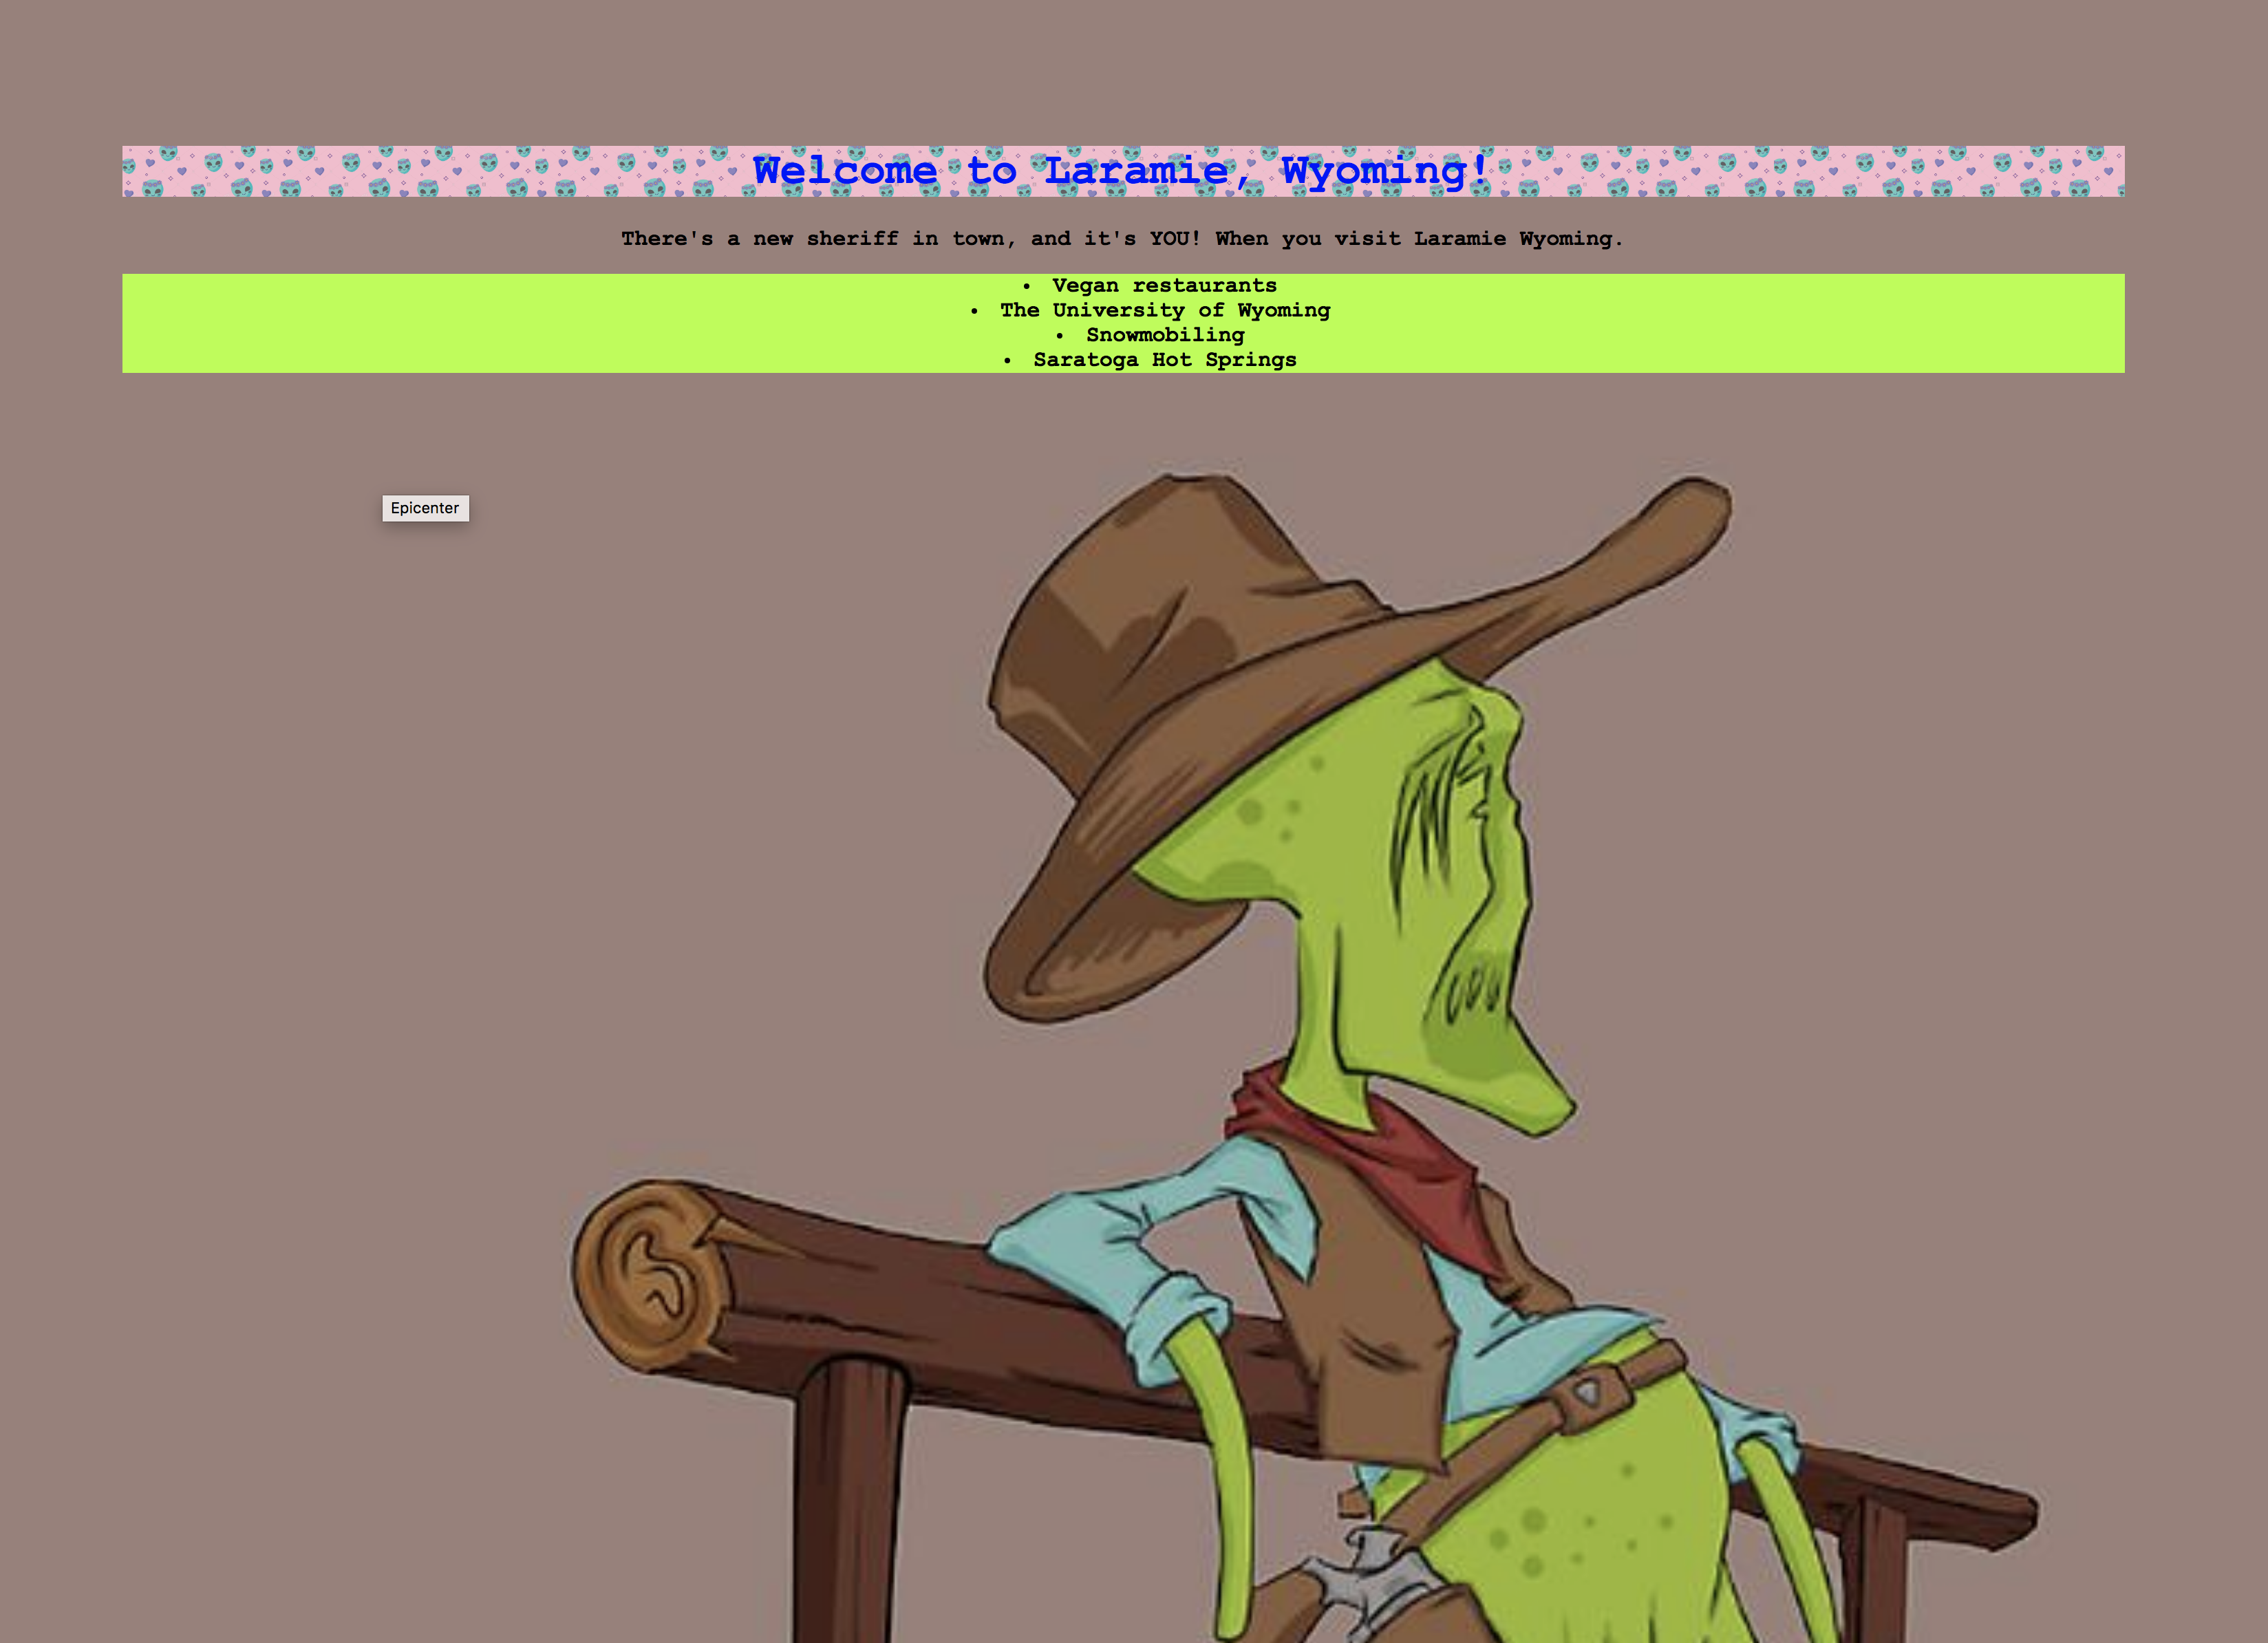 Welcome to Laramie, Wyoming!
There's a new sheriff in town, and it's YOU! When you visit Laramie Wyoming.
• Vegan restaurants
• The University of Wyoming
• Snowmobiling
• Saratoga Hot Springs
Epicenter